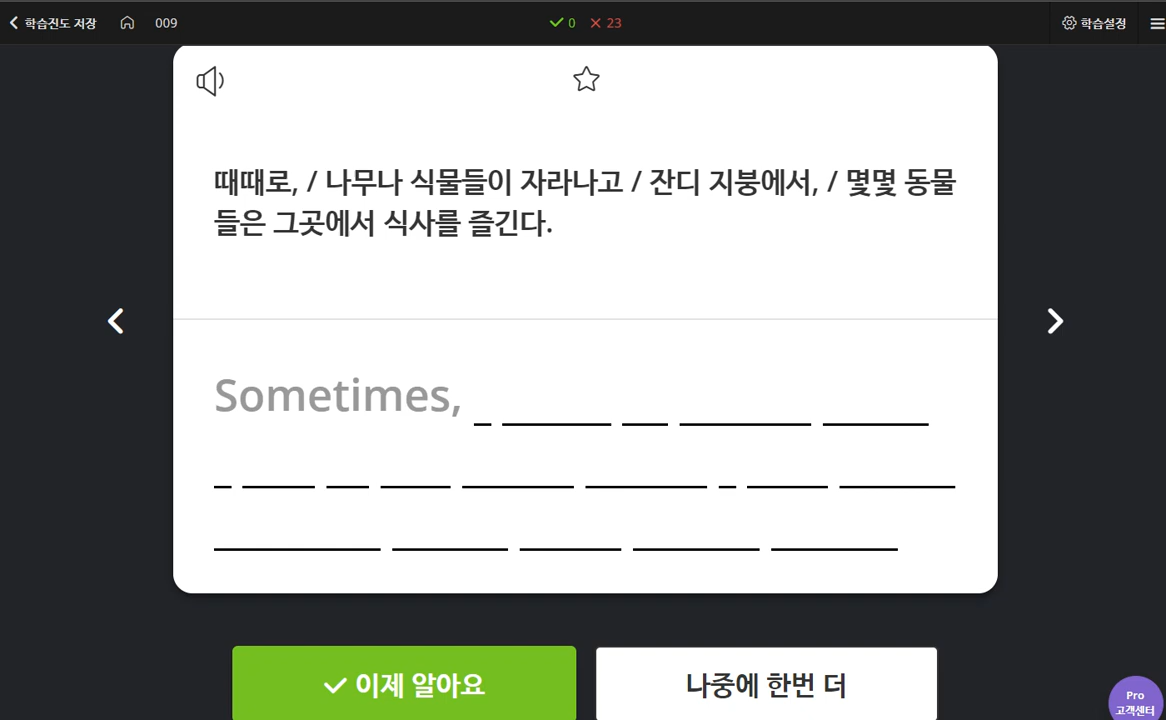 학습진도 저장
009
0
23
학습설정
때때로, / 나무나 식물들이 자라나고 / 잔디 지붕에서, / 몇몇 동물
들은 그곳에서 식사를 즐긴다.
Sometimes,
이제 알아요
나중에 한번 더
Pro
고객센터